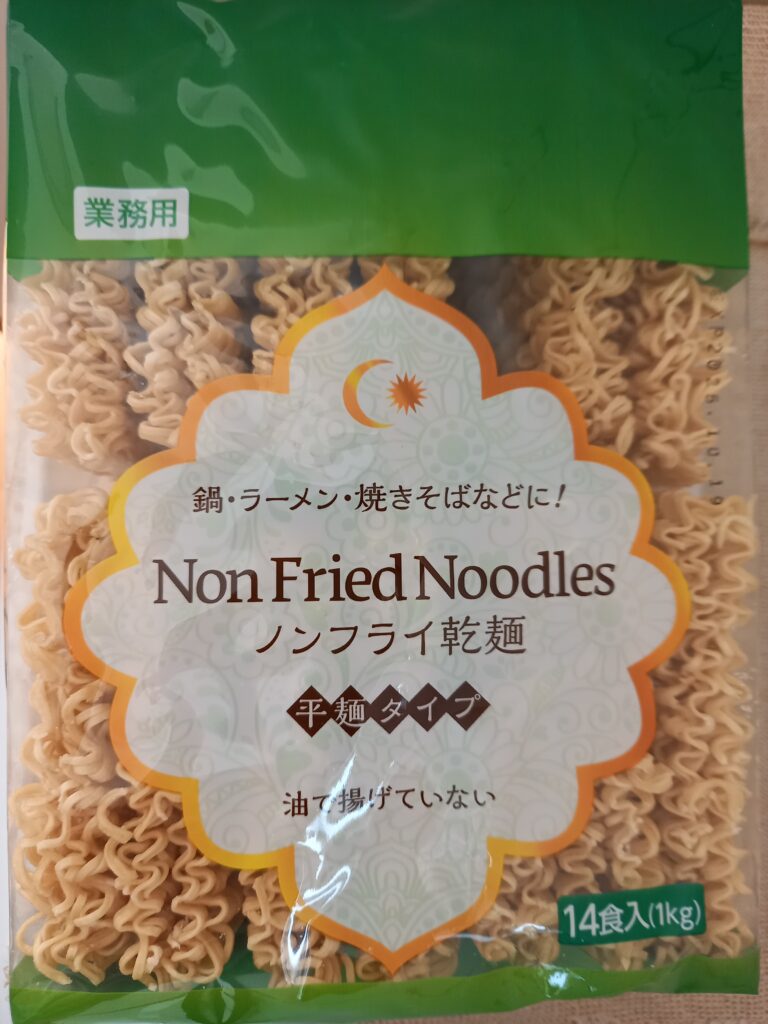 業務用
鍋・ラーメン・焼きそばなどに!
Non Fried Noodles
ノンフライ乾麺
平麺タイプ
油で揚げていない
14食入(1kg)